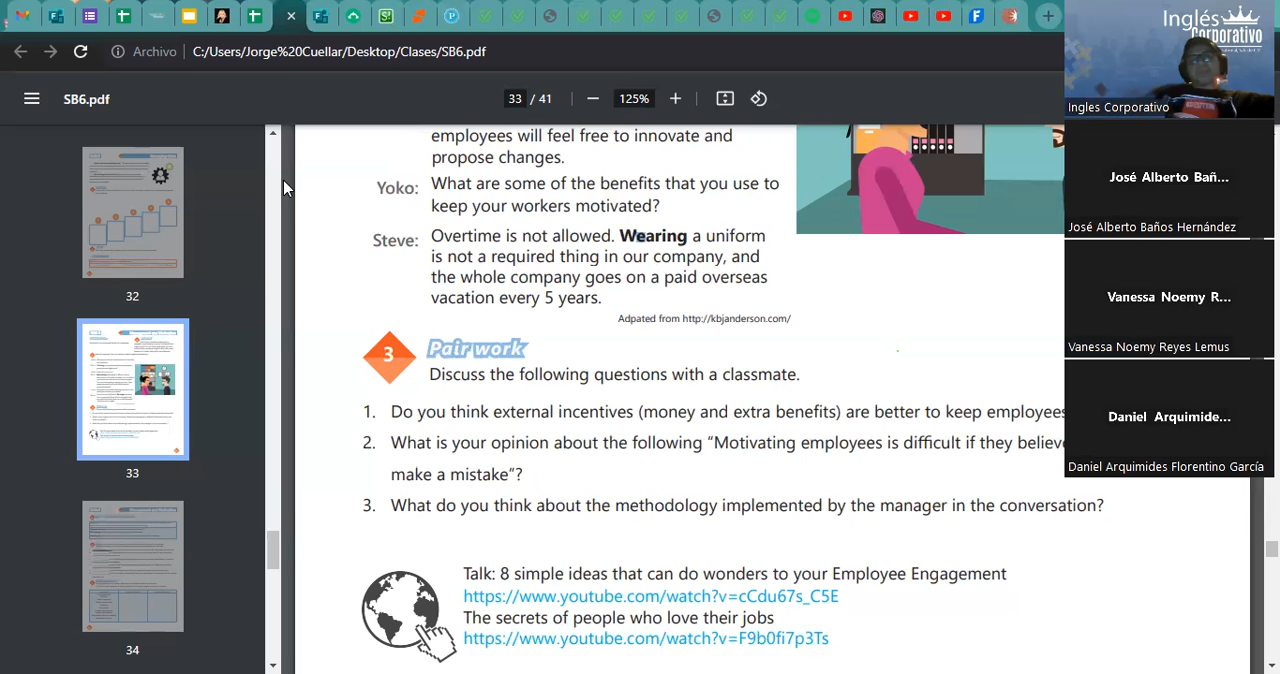 Archivo
C:/Users/Jorge%20Cuellar/Desktop/Clases/SB6.pdf
SB6.pdf
33 / 41
125%
32
33
34
employees will feel free to innovate and
propose changes.
Yoko: What are some of the benefits that you use to
keep your workers motivated?
Steve: Overtime is not allowed. Wearing a uniform
is not a required thing in our company, and
the whole company goes on a paid overseas
vacation every 5 years.
Adpated from http://kbjanderson.com/
3 Pair work
Discuss the following questions with a classmate.
1. Do you think external incentives (money and extra benefits) are better to keep employees
2. What is your opinion about the following “Motivating employees is difficult if they believe
make a mistake”?
3. What do you think about the methodology implemented by the manager in the conversation?
Talk: 8 simple ideas that can do wonders to your Employee Engagement
https://www.youtube.com/watch?v=cCdu67s_C5E
The secrets of people who love their jobs
https://www.youtube.com/watch?v=F9b0fi7p3Ts
Inglés
Corporativo
Ingles Corporativo
José Alberto Bañ...
José Alberto Baños Hernández
Vanessa Noemy R...
Vanessa Noemy Reyes Lemus
Daniel Arquimide...
Daniel Arquimides Florentino García